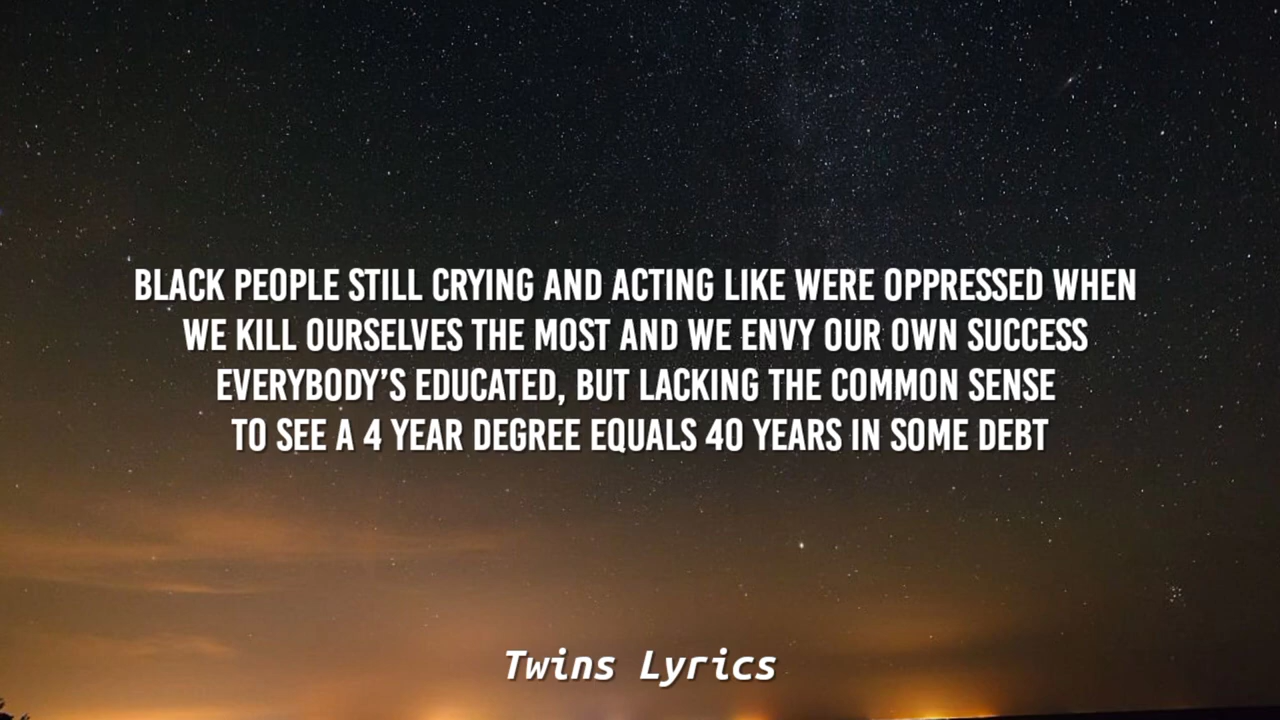 BLACK PEOPLE STILL CRYING AND ACTING LIKE WERE OPPRESSED WHEN
WE KILL OURSELVES THE MOST AND WE ENVY OUR OWN SUCCESS
EVERYBODY’S EDUCATED, BUT LACKING THE COMMON SENSE
TO SEE A 4 YEAR DEGREE EQUALS 40 YEARS IN SOME DEBT
Twins Lyrics